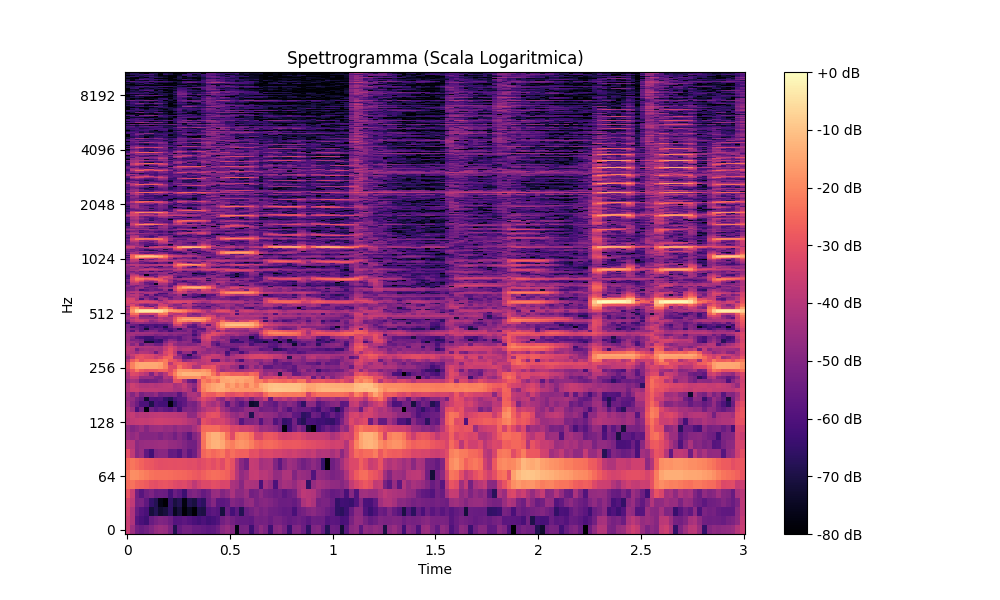 Spettrogramma (Scala Logaritmica)
Hz
8192
4096
2048
1024
512
256
128
64
0
0 0.5 1 1.5 2 2.5 3
Time
+0 dB
-10 dB
-20 dB
-30 dB
-40 dB
-50 dB
-60 dB
-70 dB
-80 dB